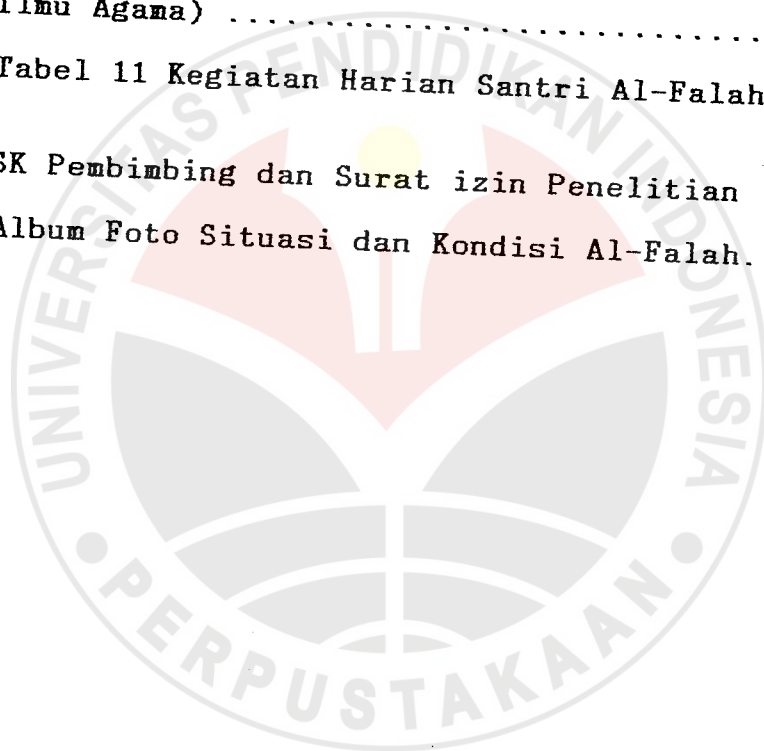 Ilmu Agama) ..............................
Tabel 11 Kegiatan Harian Santri Al-Falah
SK Pembimbing dan Surat izin Penelitian
Album Foto Situasi dan Kondisi Al-Falah.
UNIVERSITAS PENDIDIKAN INDONESIA
PERPUSTAKAAN